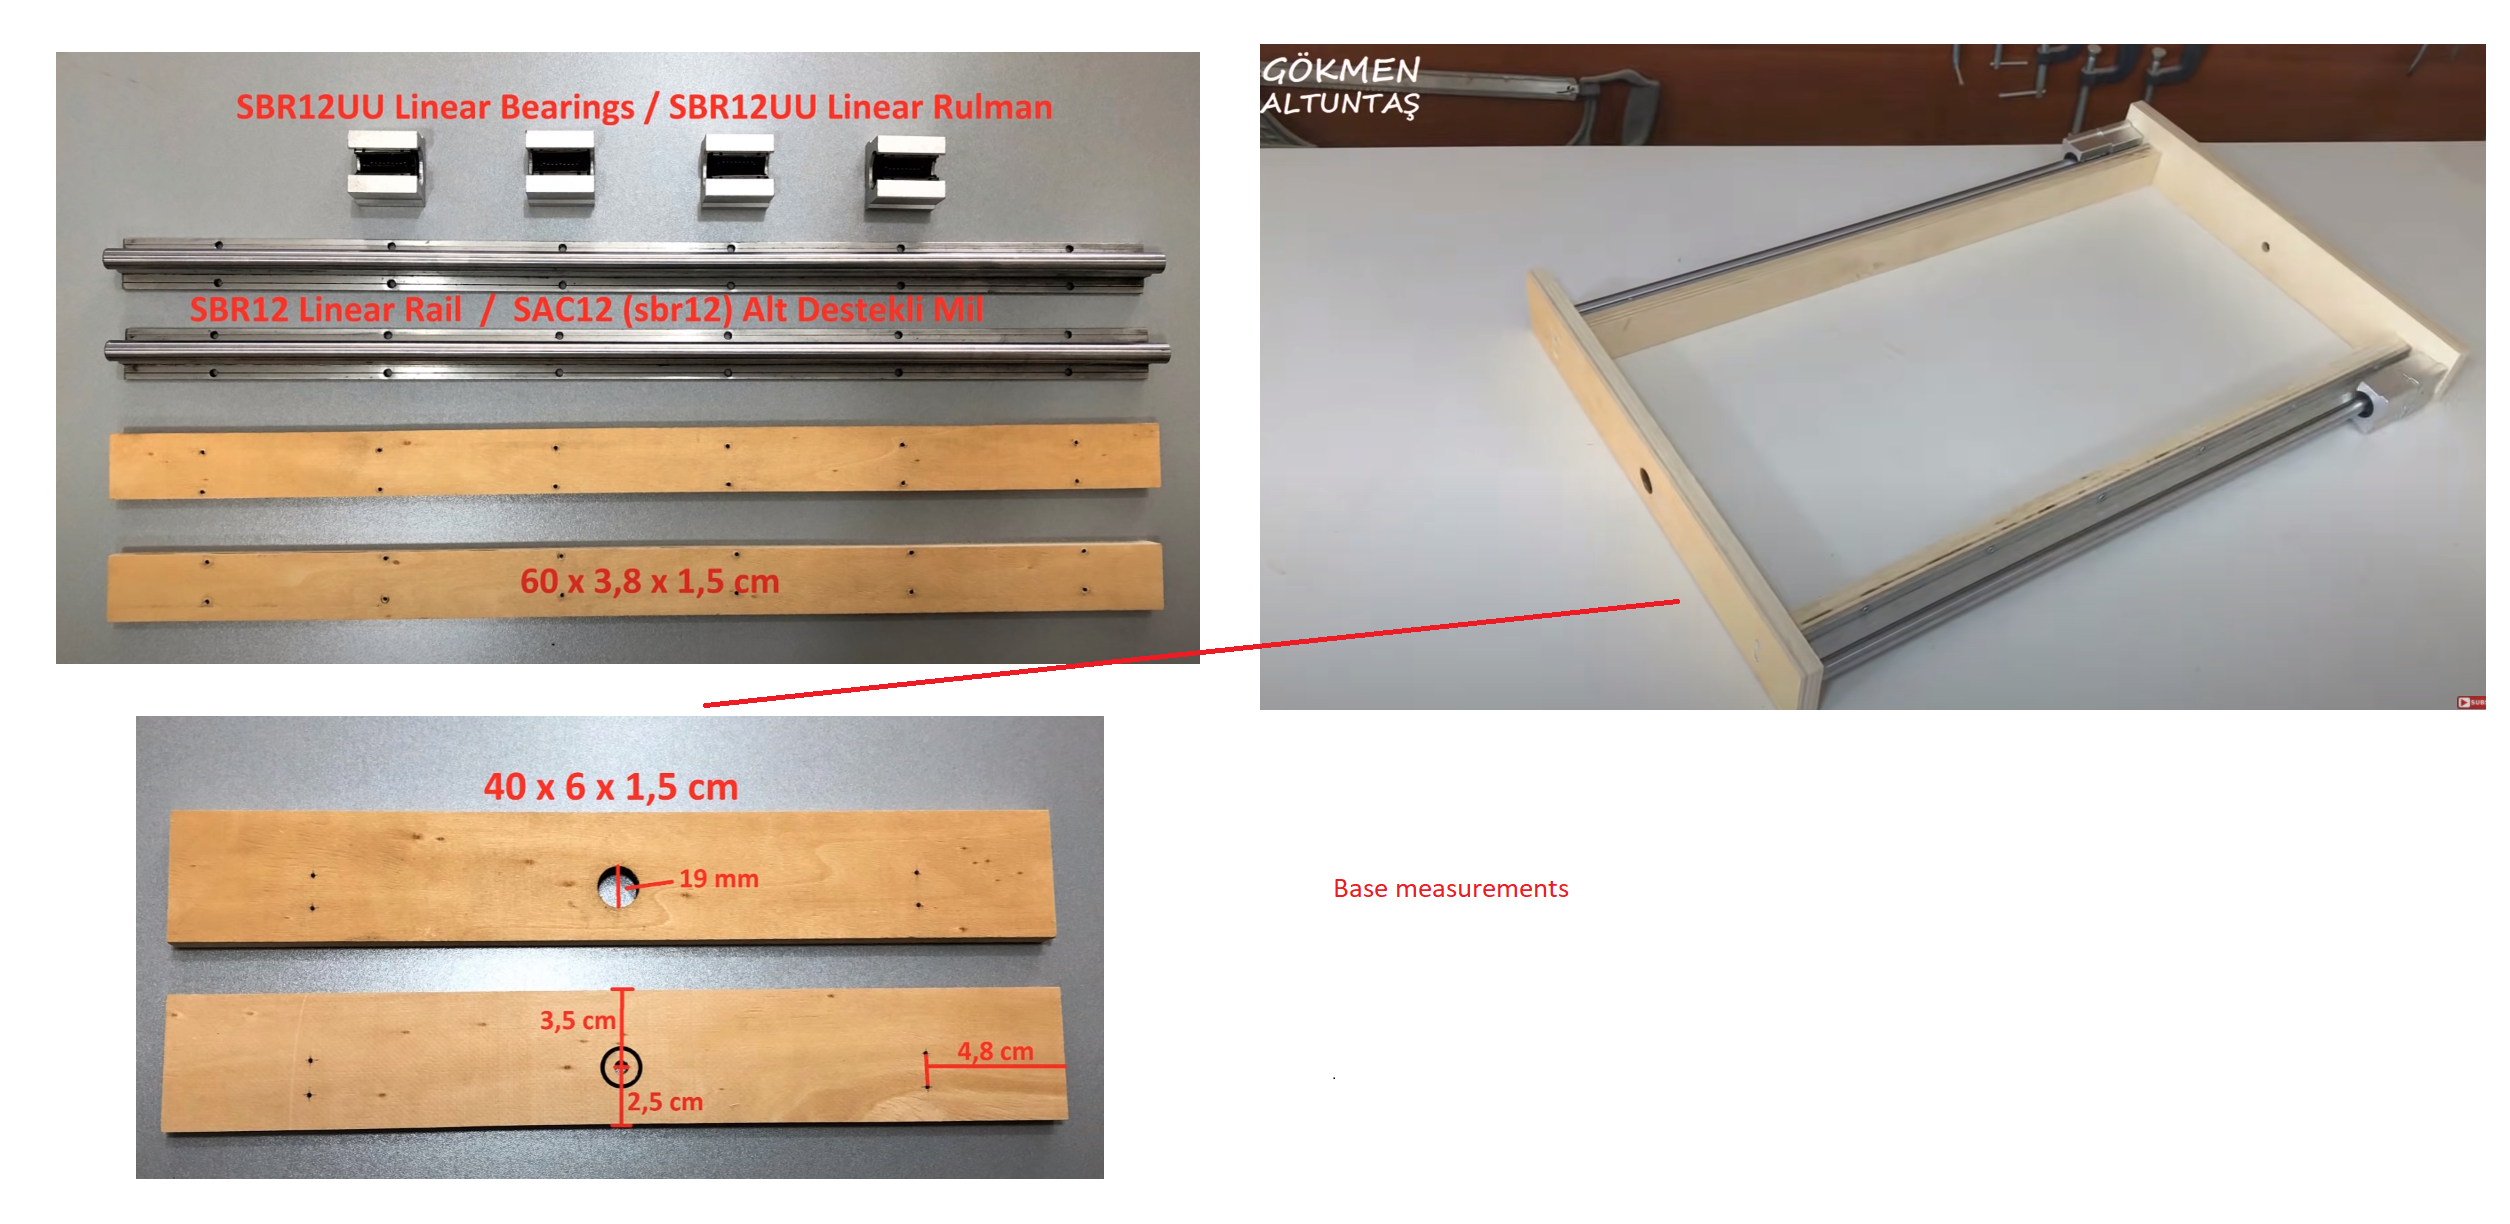 SBR12UU Linear Bearings / SBR12UU Linear Rulman
SBR12 Linear Rail / SAC12 (sbr12) Alt Destekli Mil
60 x 3,8 x 1,5 cm
GÖKMEN
ALTUNTAŞ
40 x 6 x 1,5 cm
19 mm
3,5 cm
4,8 cm
2,5 cm
Base measurements